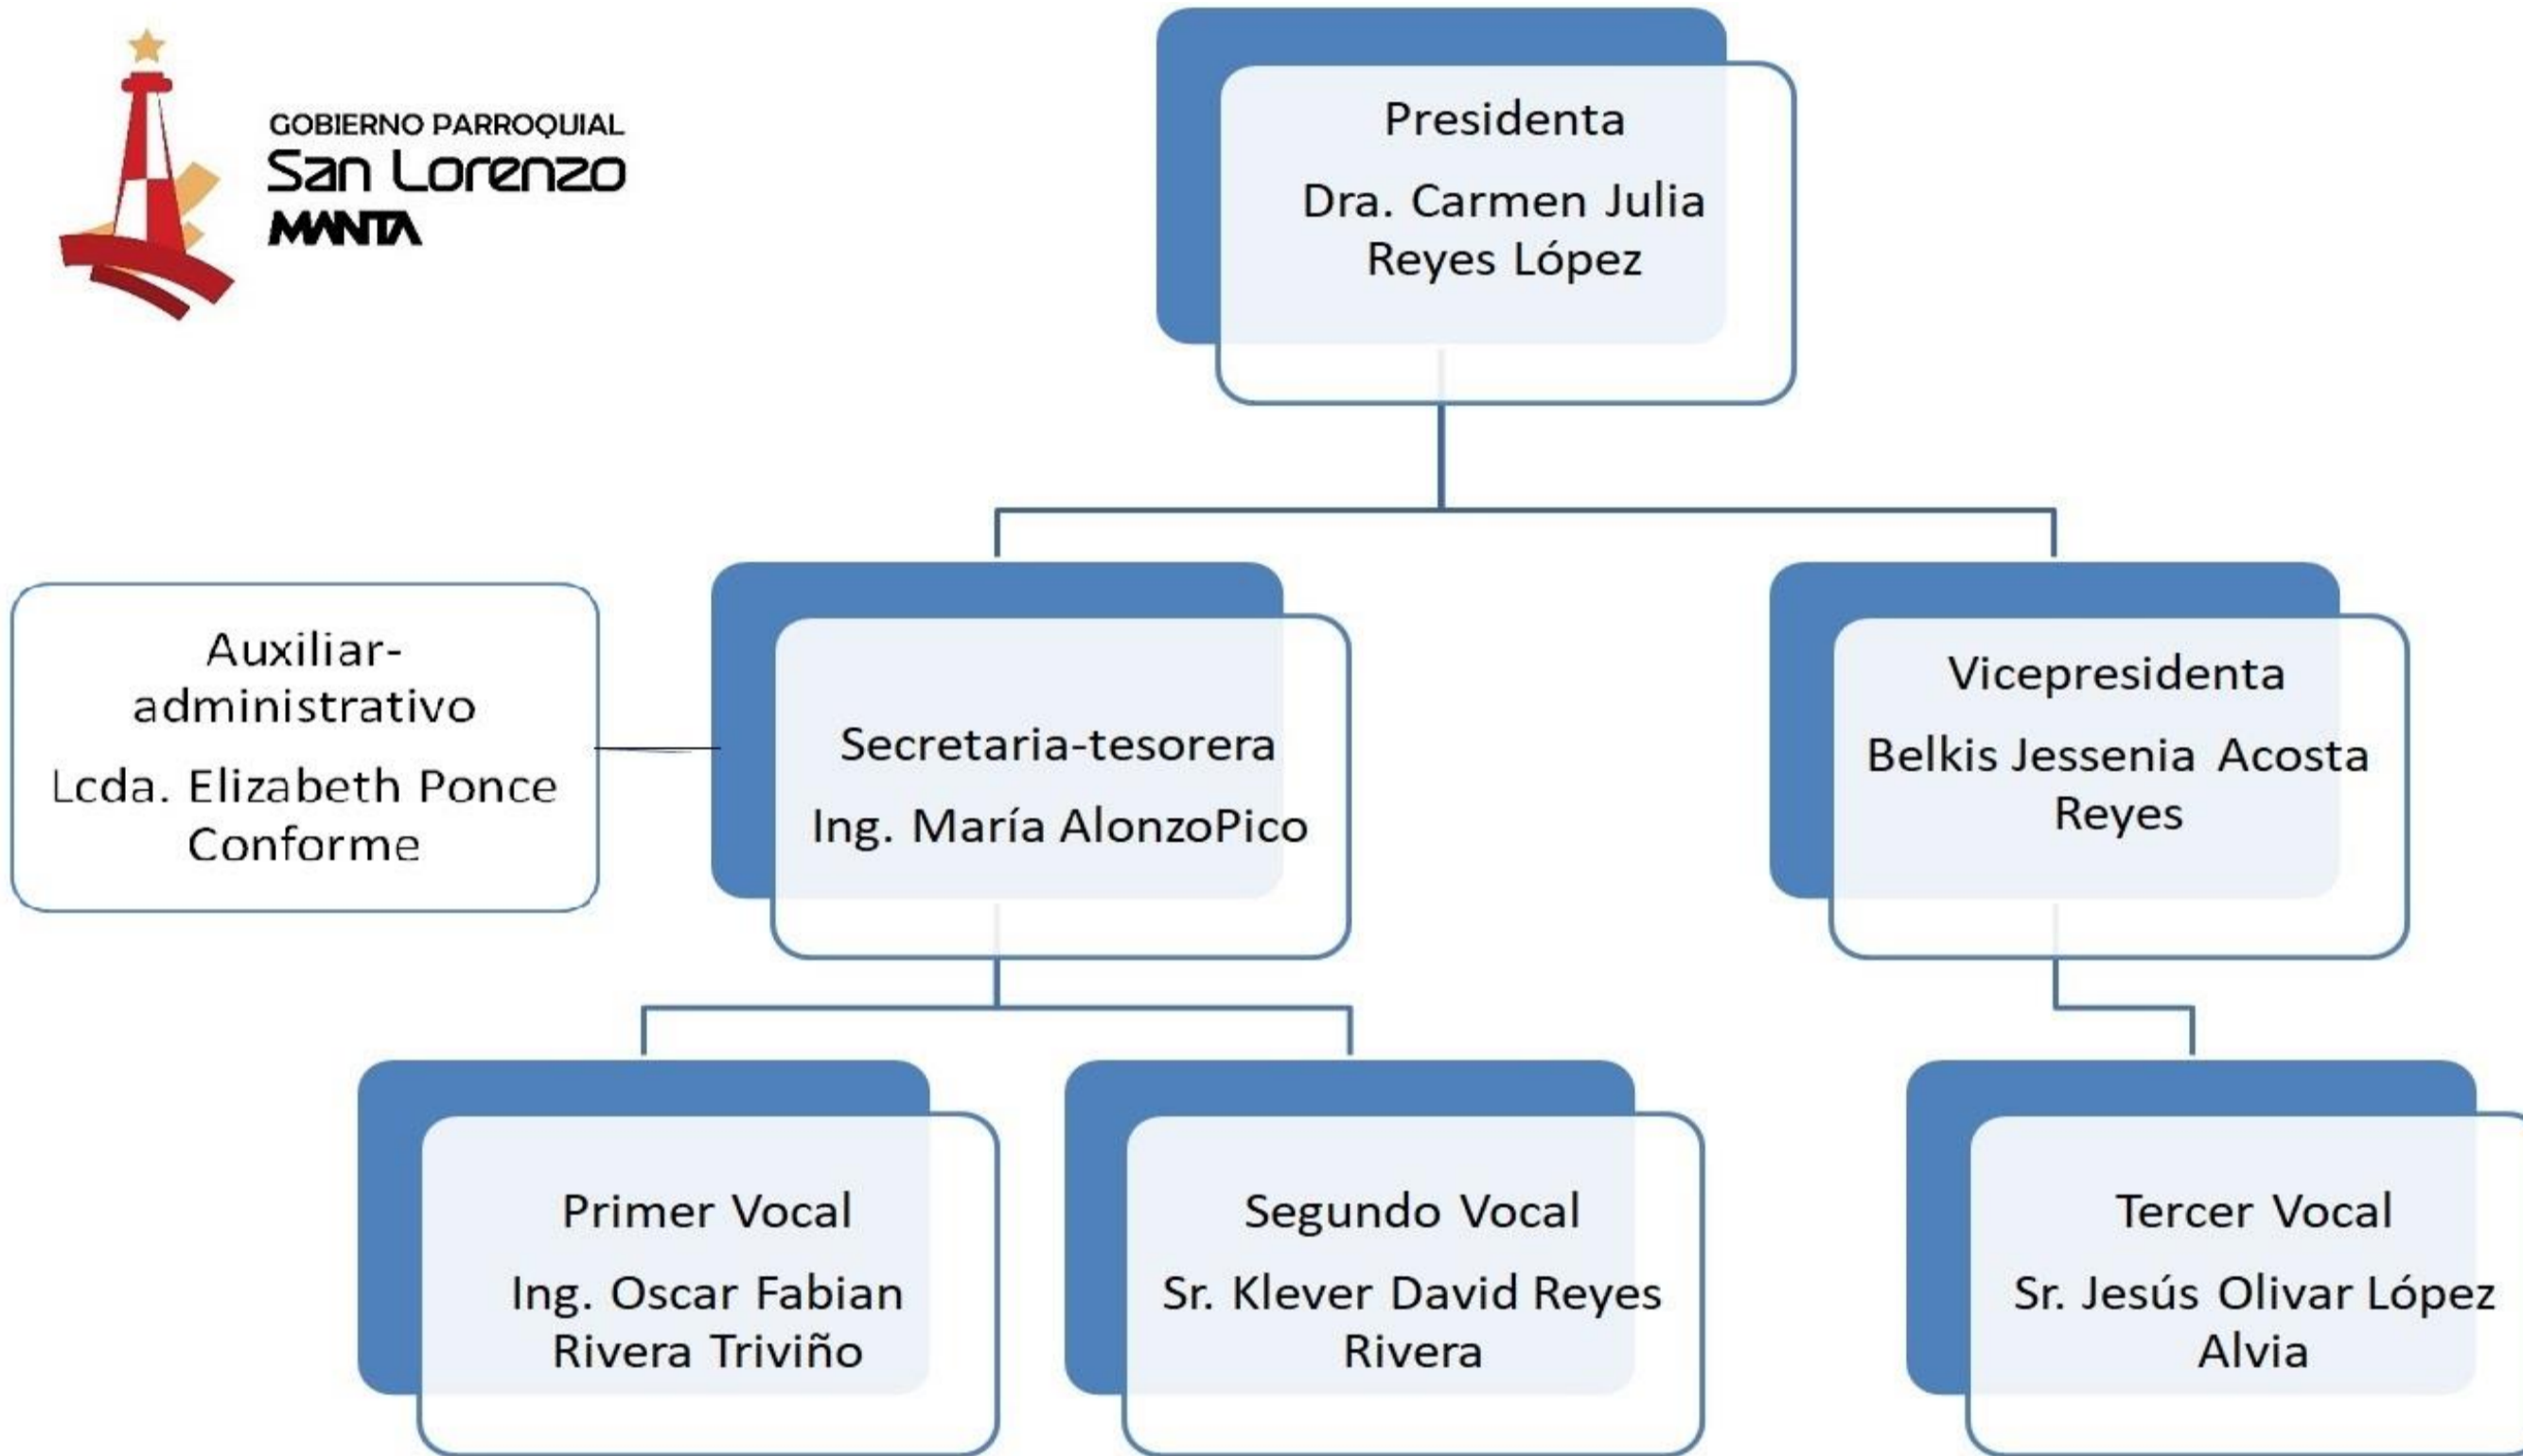 GOBIERNO PARROQUIAL
San Lorenzo
MANTA
Presidenta
Dra. Carmen Julia
Reyes López
Auxiliar-
administrativo
Lcda. Elizabeth Ponce
Conforme
Secretaria-tesorera
Ing. María AlonzoPico
Vicepresidenta
Belkis Jessenia Acosta
Reyes
Primer Vocal
Ing. Oscar Fabian
Rivera Triviño
Segundo Vocal
Sr. Klever David Reyes
Rivera
Tercer Vocal
Sr. Jesús Olivar López
Alvia